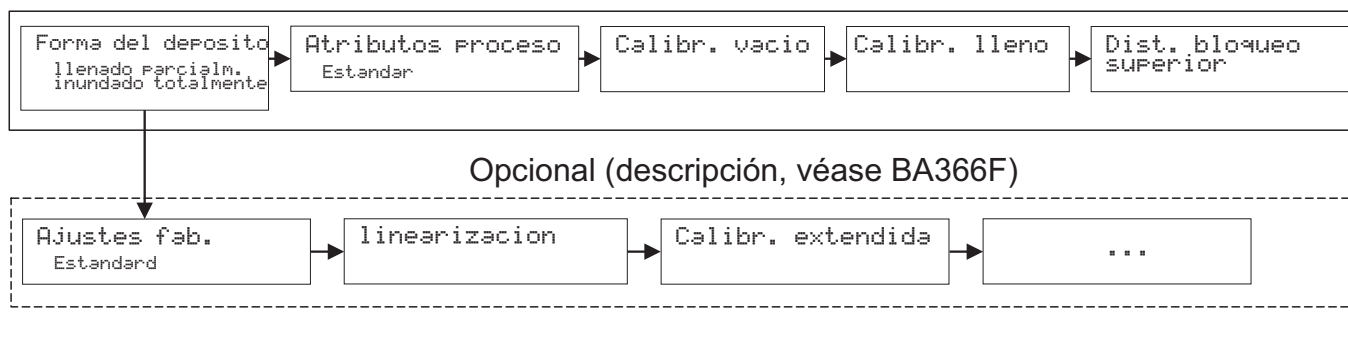 Forma del deposito
llenado parcialm.
inundado totalmente
Atributos proceso
Estandar
Calibr. vacio
Calibr. lleno
Dist. bloqueo
superior
Opcional (descripción, véase BA366F)
Ajustes fab.
Estandard
linearizacion
Calibr. extendida
...